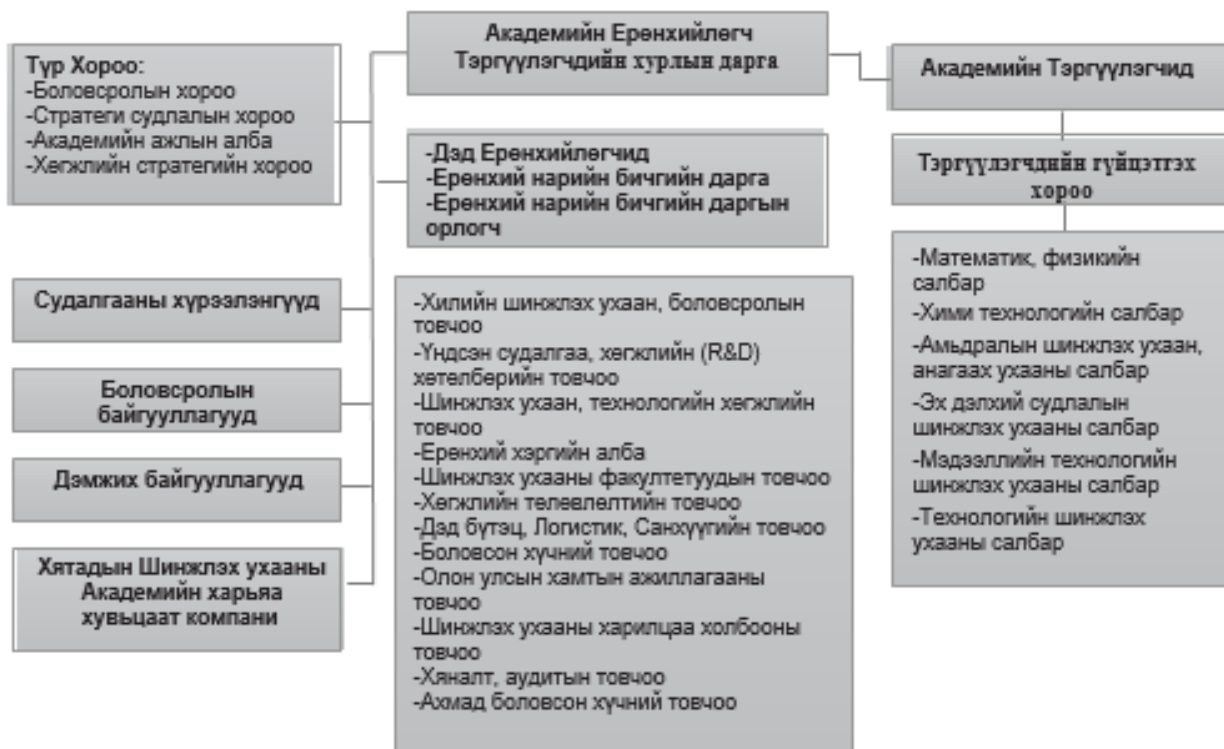 Академийн Ерөнхийлөгч
Тэргүүлэгчдийн хурлын дарга
Түр Хороо:
-Боловсролын хороо
-Стратеги судлалын хороо
-Академийн ажлын алба
-Хөгжлийн стратегийн хороо
Академийн Тэргүүлэгчид
-Дэд Ерөнхийлөгчид
-Ерөнхий нарийн бичгийн дарга
-Ерөнхий нарийн бичгийн даргын
орлогч
Тэргүүлэгчдийн гүйцэтгэх
хороо
Судалгааны хүрээлэнгүүд
Боловсролын
байгууллагууд
Дэмжих байгууллагууд
Хятадын Шинжлэх ухааны
Академийн харьяа
хувьцаат компани
-Хилийн шинжлэх ухаан, боловсролын
товчоо
-Үндсэн судалгаа, хөгжлийн (R&D)
хөтөлбөрийн товчоо
-Шинжлэх ухаан, технологийн хөгжлийн
товчоо
-Ерөнхий хэргийн алба
-Шинжлэх ухааны факултетуудын товчоо
-Хөгжлийн төлөвлөлтийн товчоо
-Дэд бүтэц, Логистик, Санхүүгийн товчоо
-Боловсон хүчний товчоо
-Олон улсын хамтын ажиллагааны
товчоо
-Шинжлэх ухааны харилцаа холбооны
товчоо
-Хяналт, аудитын товчоо
-Ахмад боловсон хүчний товчоо
-Математик, физикийн
салбар
-Хими технологийн салбар
-Амьдралын шинжлэх ухаан,
анагаах ухааны салбар
-Эх дэлхий судлалын
шинжлэх ухааны салбар
-Мэдээллийн технологийн
шинжлэх ухааны салбар
-Технологийн шинжлэх
ухааны салбар